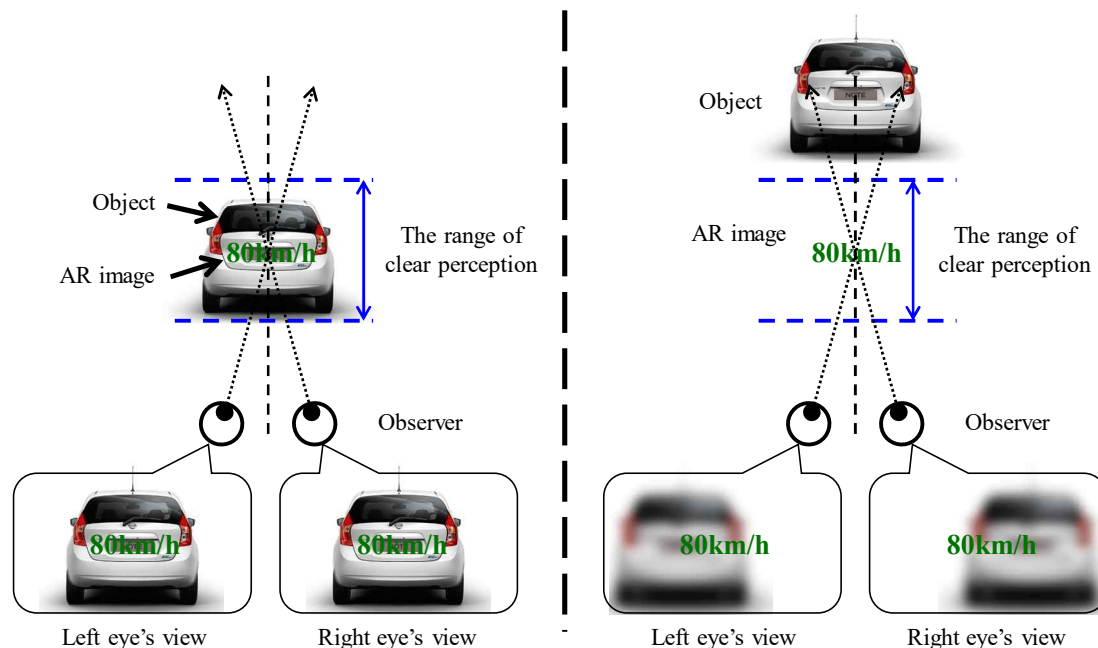 Object
AR image
80km/h
The range of
clear perception
Observer
80km/h
80km/h
Left eye's view
Right eye's view
Object
NOTE
AR image
80km/h
The range of
clear perception
Observer
80km/h
80km/h
Left eye's view
Right eye's view